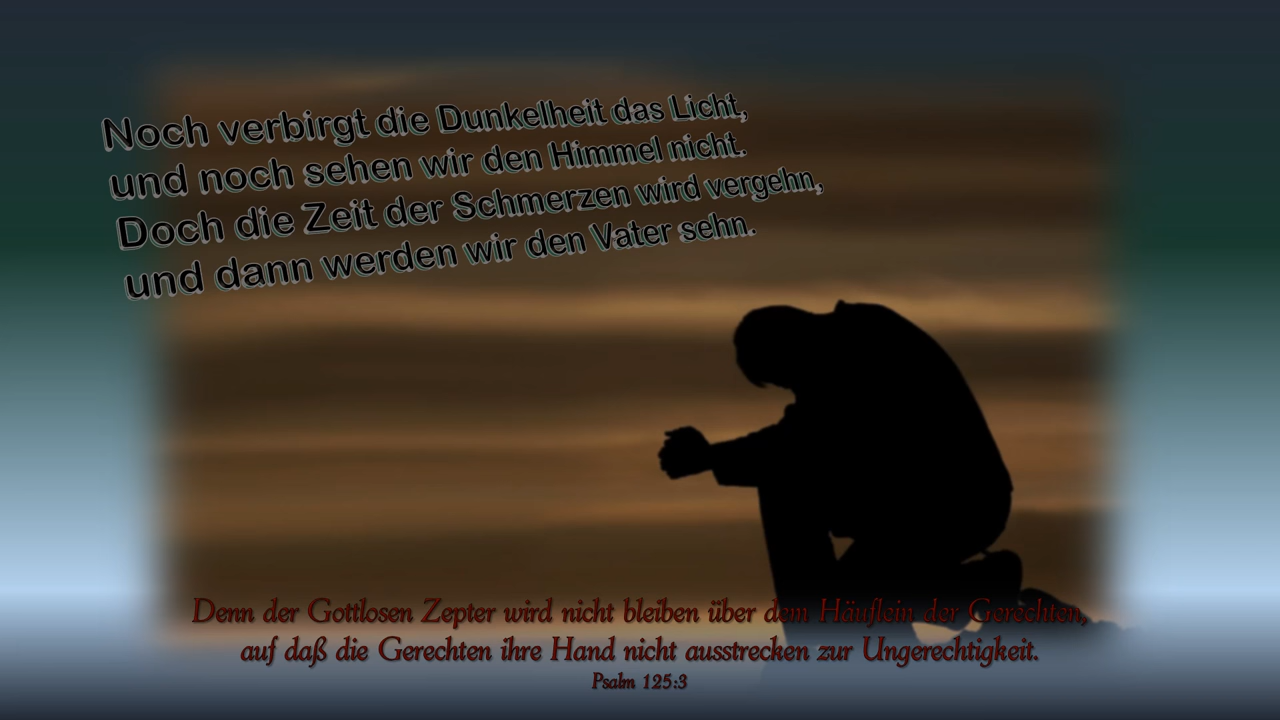 Noch verbirgt die Dunkelheit das Licht,
und noch sehen wir den Himmel nicht.
Doch die Zeit der Schmerzen wird vergehn,
und dann werden wir den Vater sehn.
Denn der Gottlosen Zepter wird nicht bleiben über dem Häuflein der Gerechten,
auf daß die Gerechten ihre Hand nicht ausstrecken zur Ungerechtigkeit.
Psalm 125:3